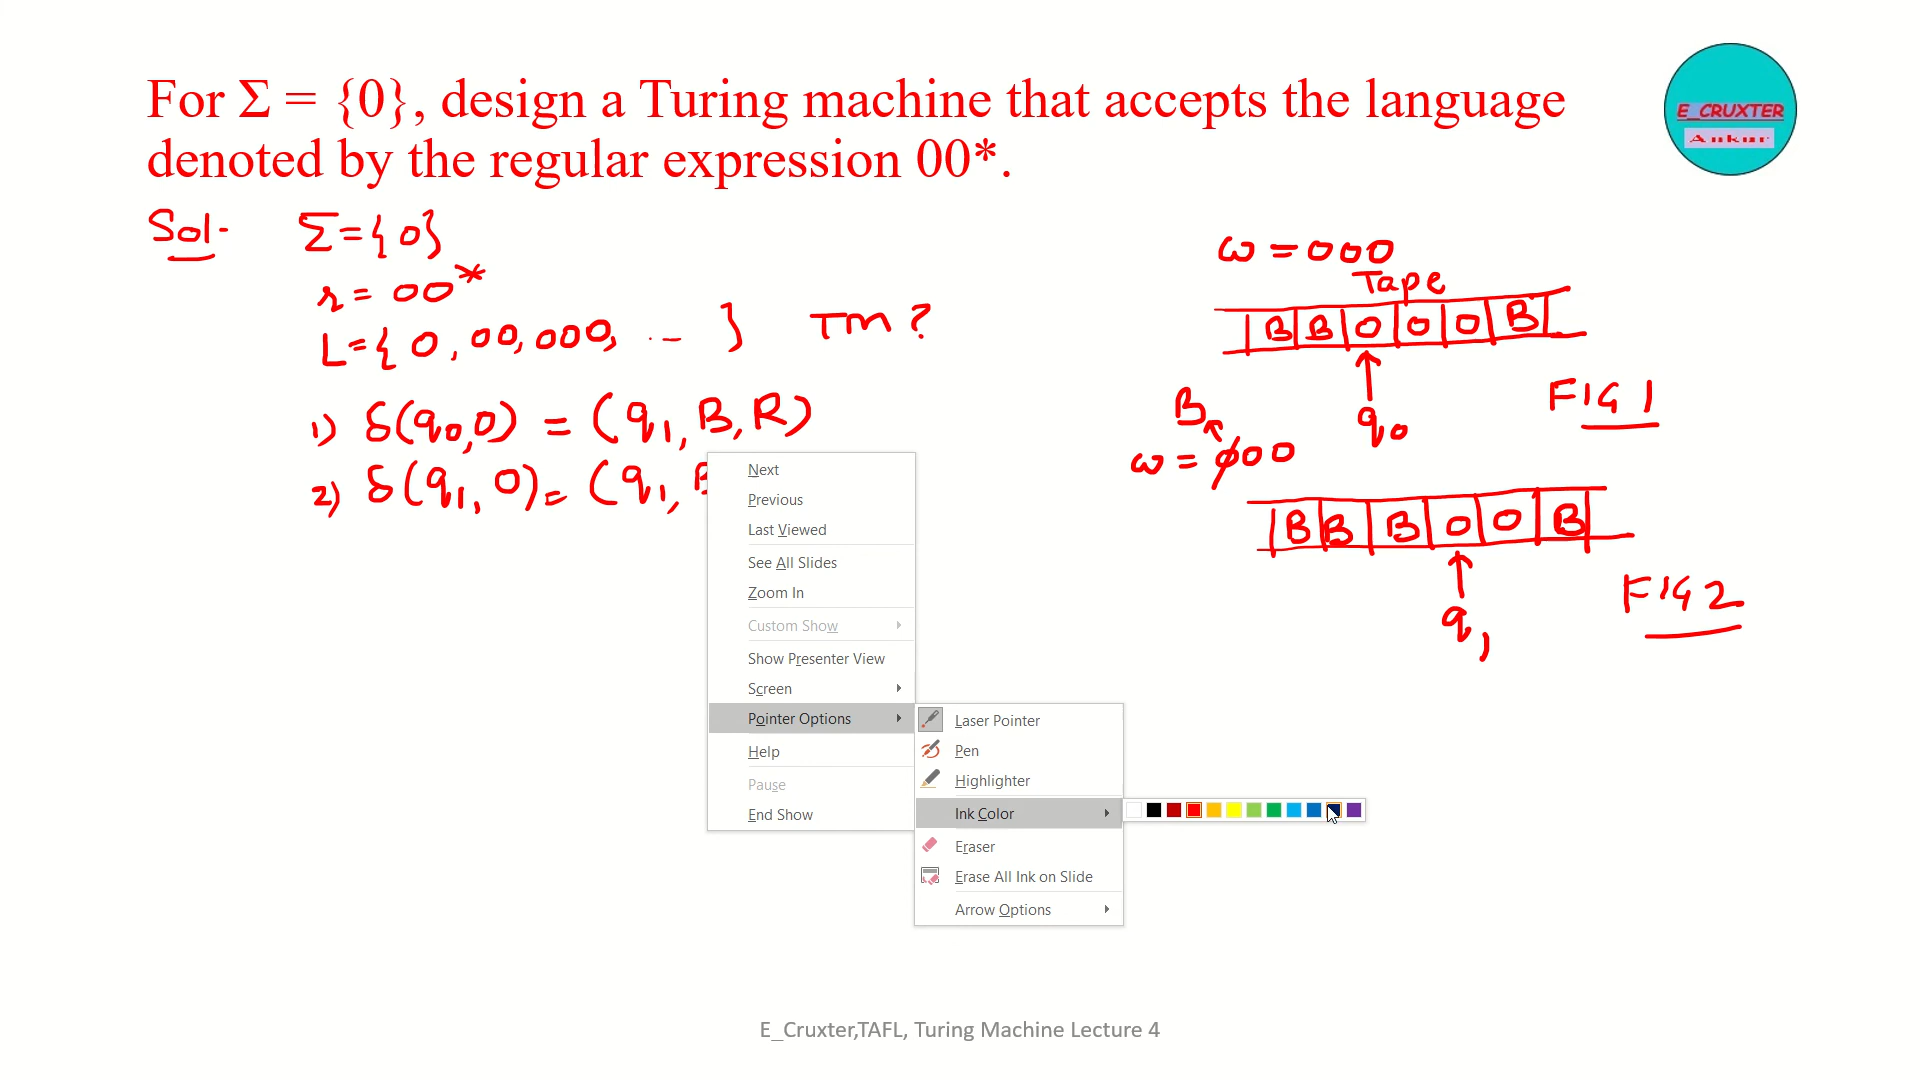 For Σ = {0}, design a Turing machine that accepts the language
denoted by the regular expression 00*.
E_CRUXTER
Ankur
Sol-
Σ={0}
r = 00*
L={ 0, 00, 000, ... } TM ?
1) δ(q0,0) = (q1, B, R)
2) δ(q1, 0) = (q1, B
w = 000
Tape
B B 0 0 0 B
q0
FIG 1
B
w = 000
B B B 0 0 B
q1
FIG 2
Next
Previous
Last Viewed
See All Slides
Zoom In
Custom Show
Show Presenter View
Screen
Pointer Options
Help
Pause
End Show
Laser Pointer
Pen
Highlighter
Ink Color
Eraser
Erase All Ink on Slide
Arrow Options
E_Cruxter,TAFL, Turing Machine Lecture 4